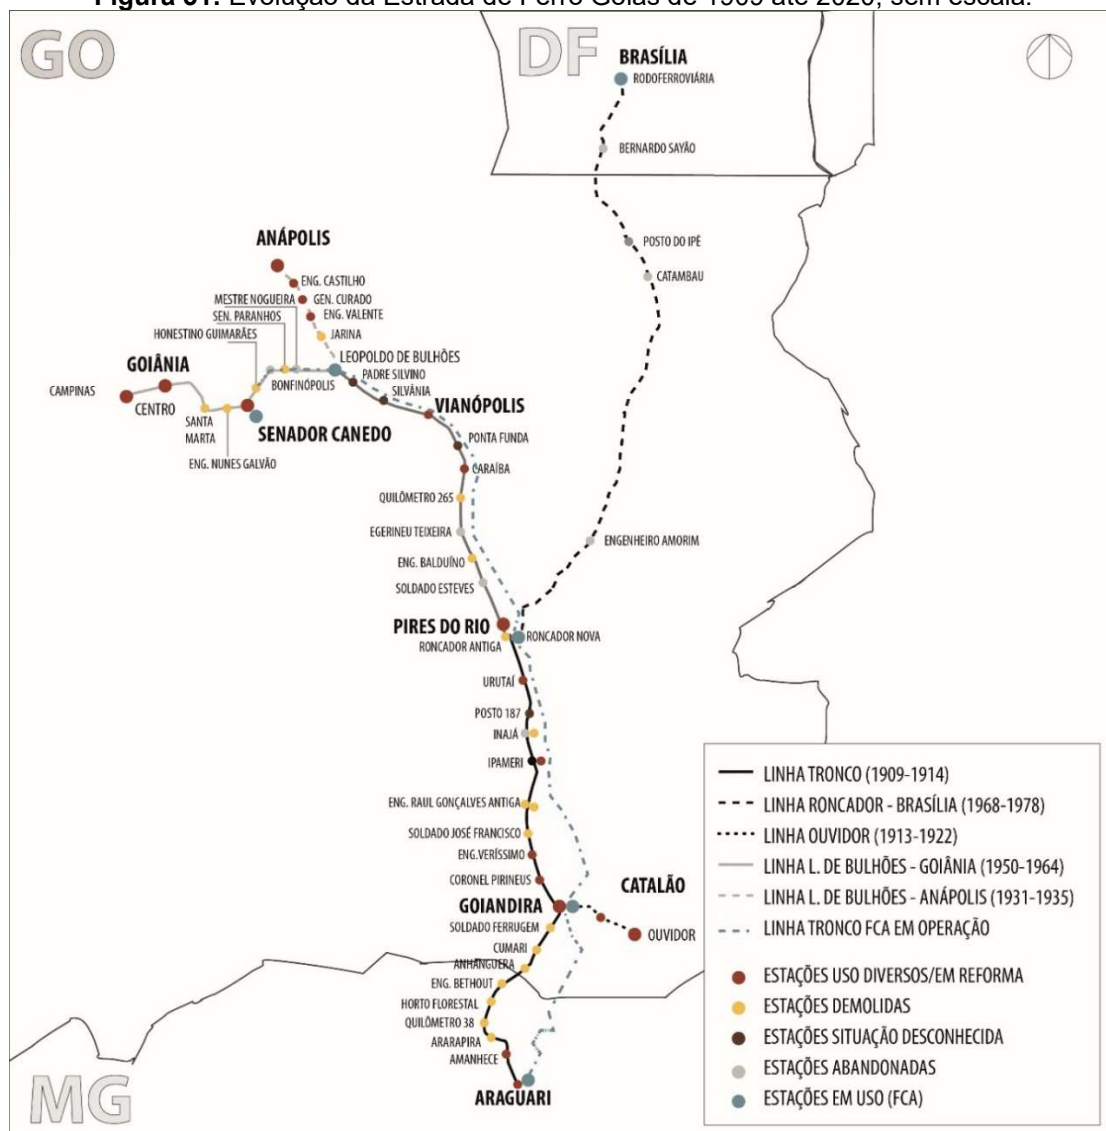 Figura 51: Evolução da Estrada de Ferro Goiás de 1909 até 2020, sem escala.
GO
DF
BRASÍLIA
RODOFERROVIÁRIA
BERNARDO SAYÃO
POSTO DO IPÊ
CATAMBAU
ANÁPOLIS
ENG. CASTILHO
MESTRE NOGUEIRA
GEN. CURADO
SEN. PARANHOS
ENG. VALENTE
HONESTINO GUIMARÃES
JARINA
LEOPOLDO DE BULHÕES
GOIÂNIA
PADRE SILVINO
BONFINÓPOLIS
SILVÂNIA
CAMPINAS
CENTRO
VIANÓPOLIS
SANTA
MARTA
SENADOR CANEDO
PONTA FUNDA
ENG. NUNES GALVÃO
CARAÍBA
QUILÔMETRO 265
EGERINEU TEIXEIRA
ENGENHEIRO AMORIM
ENG. BALDUÍNO
SOLDADO ESTEVES
PIRES DO RIO
RONCADOR NOVA
RONCADOR ANTIGA
URUTAÍ
POSTO 187
INAJÁ
IPAMERI
ENG. RAUL GONÇALVES ANTIGA
SOLDADO JOSÉ FRANCISCO
ENG.VERÍSSIMO
CORONEL PIRINEUS
CATALÃO
GOIANDIRA
OUVIDOR
SOLDADO FERRUGEM
CUMARI
ANHANGUERA
ENG. BETHOUT
HORTO FLORESTAL
QUILÔMETRO 38
ARARAPIRA
AMANHECE
ARAGUARI
MG
LINHA TRONCO (1909-1914)
LINHA RONCADOR - BRASÍLIA (1968-1978)
LINHA OUVIDOR (1913-1922)
LINHA L. DE BULHÕES - GOIÂNIA (1950-1964)
LINHA L. DE BULHÕES - ANÁPOLIS (1931-1935)
LINHA TRONCO FCA EM OPERAÇÃO
ESTAÇÕES USO DIVERSOS/EM REFORMA
ESTAÇÕES DEMOLIDAS
ESTAÇÕES SITUAÇÃO DESCONHECIDA
ESTAÇÕES ABANDONADAS
ESTAÇÕES EM USO (FCA)